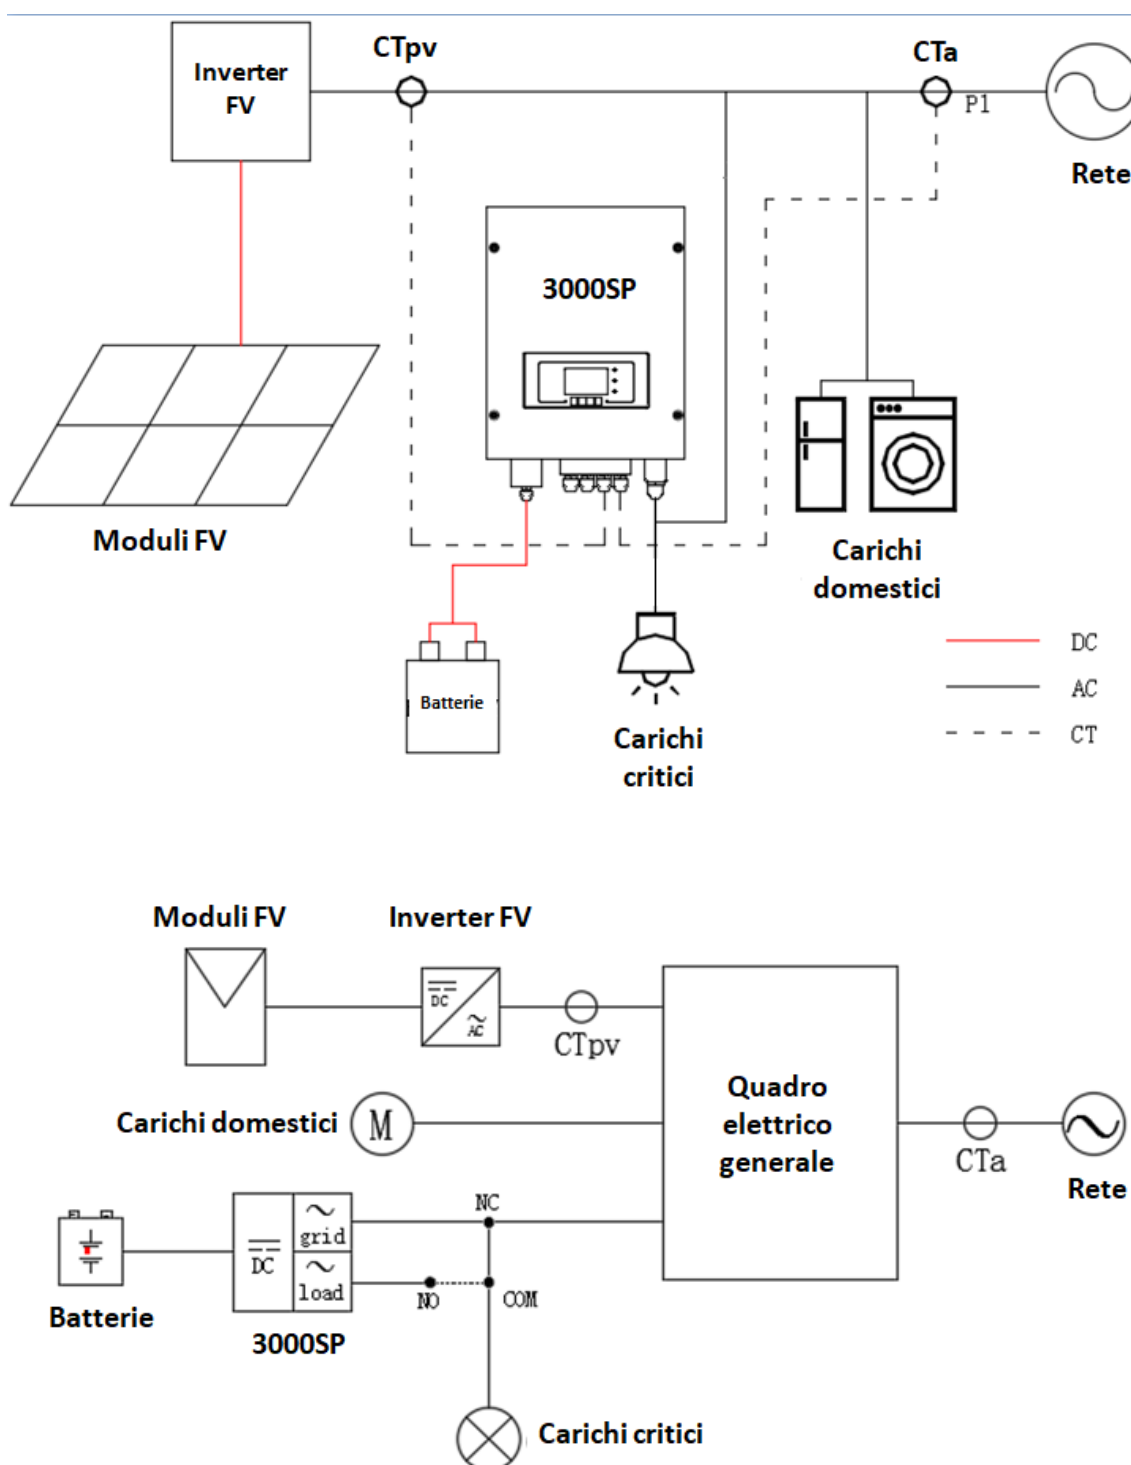 CTpv
CTa
Inverter
FV
P1
Rete
3000SP
Moduli FV
Carichi
domestici
DC
Batterie
AC
Carichi
critici
CT
Moduli FV
Inverter FV
DC
AC
CTpv
Quadro
elettrico
generale
Carichi domestici
M
CTa
Rete
NC
grid
DC
load
NO
COM
Batterie
3000SP
Carichi critici